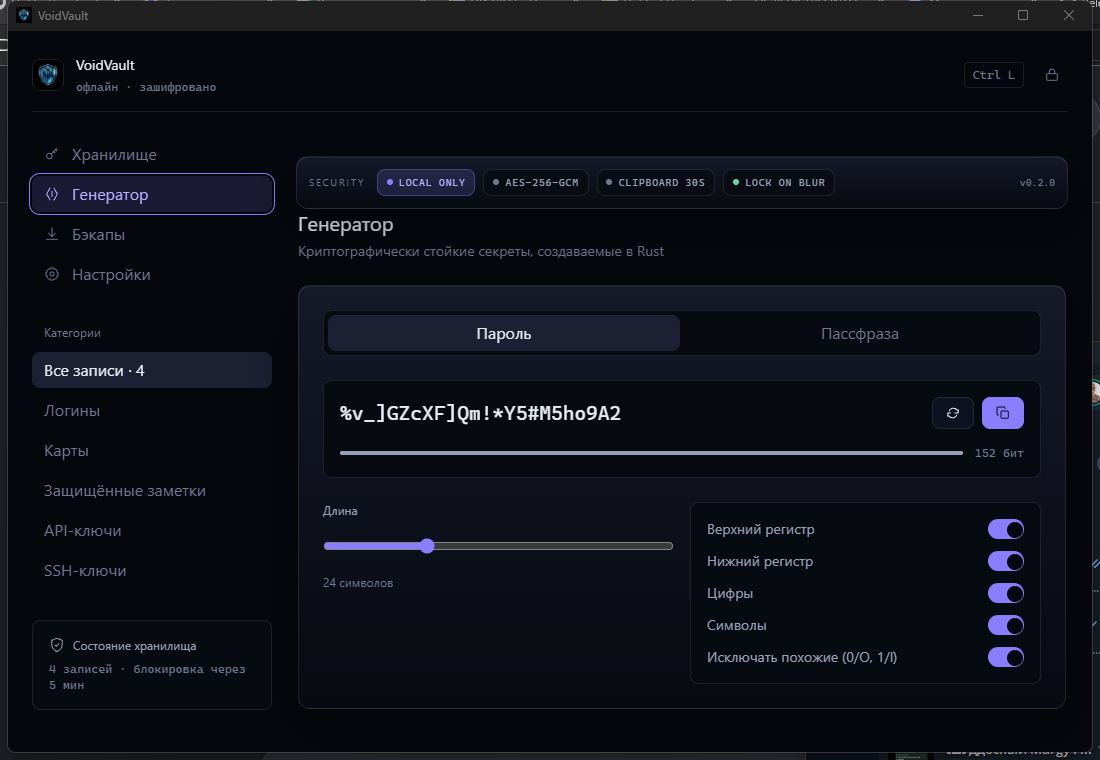 VoidVault
VoidVault
офлайн · зашифровано
Ctrl L
Хранилище
Генератор
Бэкапы
Настройки
Категории
Все записи · 4
Логины
Карты
Защищённые заметки
API-ключи
SSH-ключи
Состояние хранилища
4 записей · блокировка через
5 мин
SECURITY
LOCAL ONLY
AES-256-GCM
CLIPBOARD 30S
LOCK ON BLUR
v0.2.0
Генератор
Криптографически стойкие секреты, создаваемые в Rust
Пароль
Пассфраза
%v_]GZcXF]Qm!*Y5#M5ho9A2
152 бит
Длина
24 символов
Верхний регистр
Нижний регистр
Цифры
Символы
Исключать похожие (0/O, 1/l)